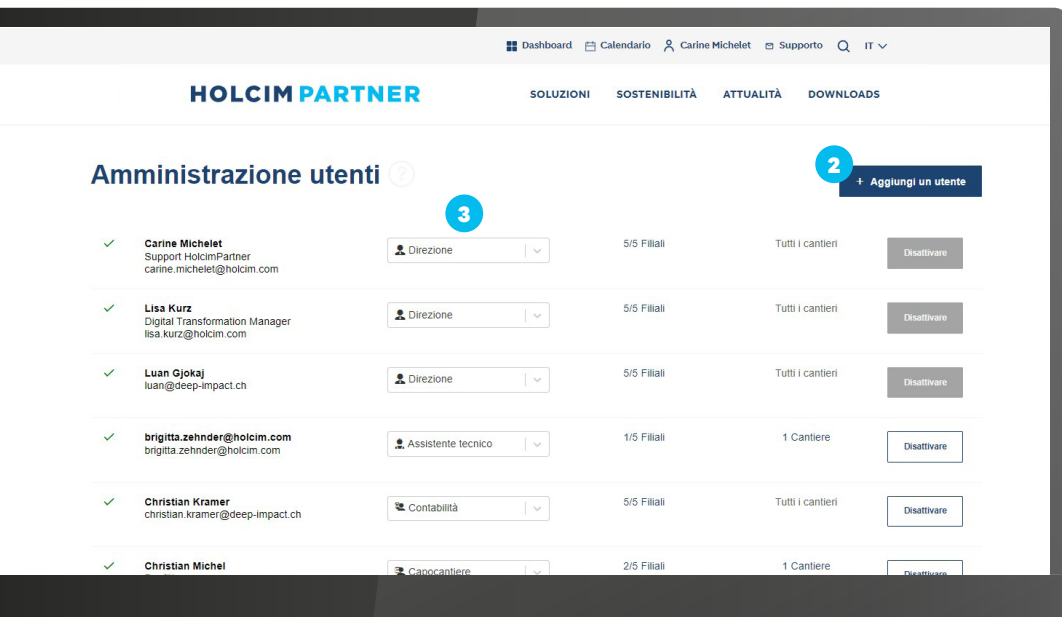 Dashboard Calendario Carine Michelet Supporto IT
HOLCIM PARTNER SOLUZIONI SOSTENIBILITÀ ATTUALITÀ DOWNLOADS
Amministrazione utenti ? 2 + Aggiungi un utente
3
Carine Michelet
Support HolcimPartner
carine.michelet@holcim.com
Direzione 5/5 Filiali Tutti i cantieri Disattivare
Lisa Kurz
Digital Transformation Manager
lisa.kurz@holcim.com
Direzione 5/5 Filiali Tutti i cantieri Disattivare
Luan Gjokaj
luan@deep-impact.ch
Direzione 5/5 Filiali Tutti i cantieri Disattivare
brigitta.zehnder@holcim.com
brigitta.zehnder@holcim.com
Assistente tecnico 1/5 Filiali 1 Cantiere Disattivare
Christian Kramer
christian.kramer@deep-impact.ch
Contabilità 5/5 Filiali Tutti i cantieri Disattivare
Christian Michel
Capocantiere 2/5 Filiali 1 Cantiere Disattivare